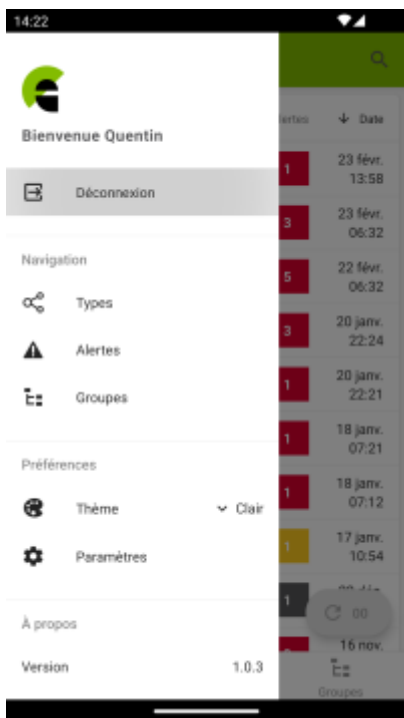 14:22
Bienvenue Quentin
Déconnexion
Navigation
Types
Alertes
Groupes
Préférences
Thème Clair
Paramètres
À propos
Version 1.0.3
lertes Date
1 23 févr. 13:58
3 23 févr. 06:32
5 22 févr. 06:32
3 20 janv. 22:24
1 20 janv. 22:21
1 18 janv. 07:21
1 18 janv. 07:12
1 17 janv. 10:54
1
00
16 nov.
Groupes